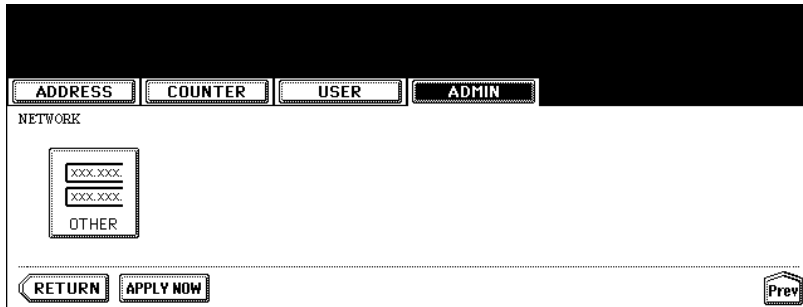 ADDRESS COUNTER USER ADMIN
NETWORK
XXX.XXX.
XXX.XXX.
OTHER
RETURN APPLY NOW Prev